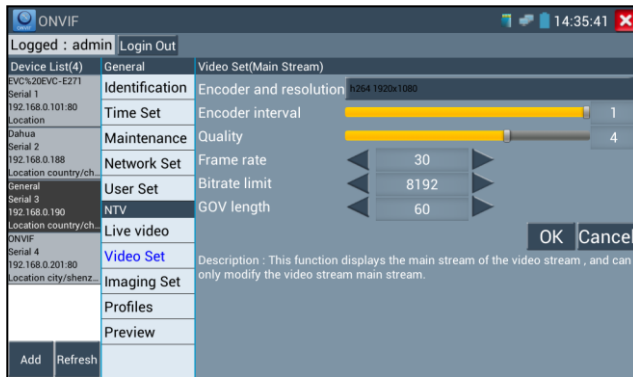 ONVIF
14:35:41
Logged : admin Login Out
Device List(4)
EVC%20EVC-E271
Serial 1
192.168.0.101:80
Location
Dahua
Serial 2
192.168.0.188
Location country/ch..
General
Serial 3
192.168.0.190
Location country/ch..
ONVIF
Serial 4
192.168.0.201:80
Location city/shenz..
Add Refresh
General
Identification
Time Set
Maintenance
Network Set
User Set
NTV
Live video
Video Set
Imaging Set
Profiles
Preview
Video Set(Main Stream)
Encoder and resolution h264 1920x1080
Encoder interval 1
Quality 4
Frame rate 30
Bitrate limit 8192
GOV length 60
OK Cancel
Description : This function displays the main stream of the video stream , and can
only modify the video stream main stream.